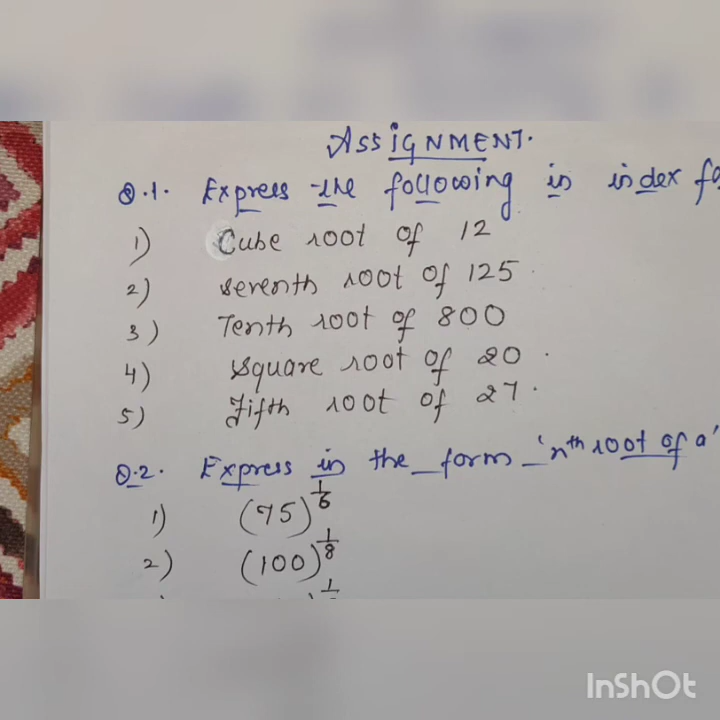 ASSIGNMENT.
Q.1. Express the following in index fo
1) Cube root of 12
2) seventh root of 125.
3) Tenth root of 800
4) square root of 20.
5) Fifth root of 27.
Q.2. Express in the form 'nth root of a'
1) (75)^1/6
2) (100)^1/8
InShOt